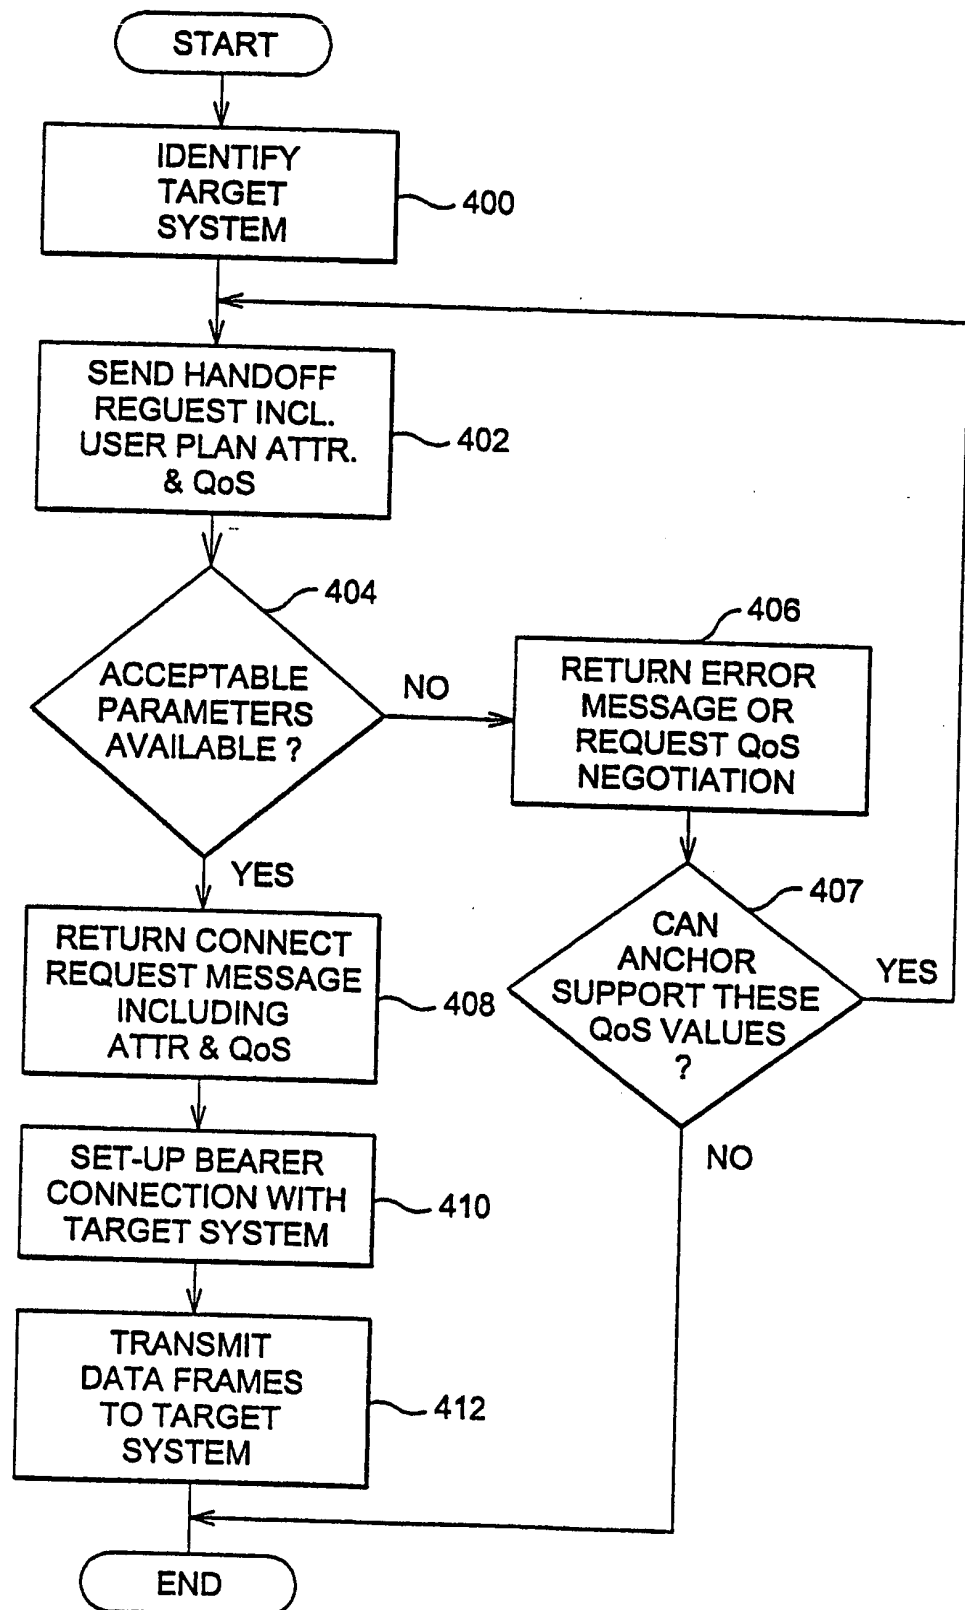 START
IDENTIFY
TARGET
SYSTEM
400
SEND HANDOFF
REGUEST INCL.
USER PLAN ATTR.
& QoS
402
404
ACCEPTABLE
PARAMETERS
AVAILABLE ?
NO
406
RETURN ERROR
MESSAGE OR
REQUEST QoS
NEGOTIATION
YES
407
CAN
ANCHOR
SUPPORT THESE
QoS VALUES
?
YES
NO
RETURN CONNECT
REQUEST MESSAGE
INCLUDING
ATTR & QoS
408
SET-UP BEARER
CONNECTION WITH
TARGET SYSTEM
410
TRANSMIT
DATA FRAMES
TO TARGET
SYSTEM
412
END